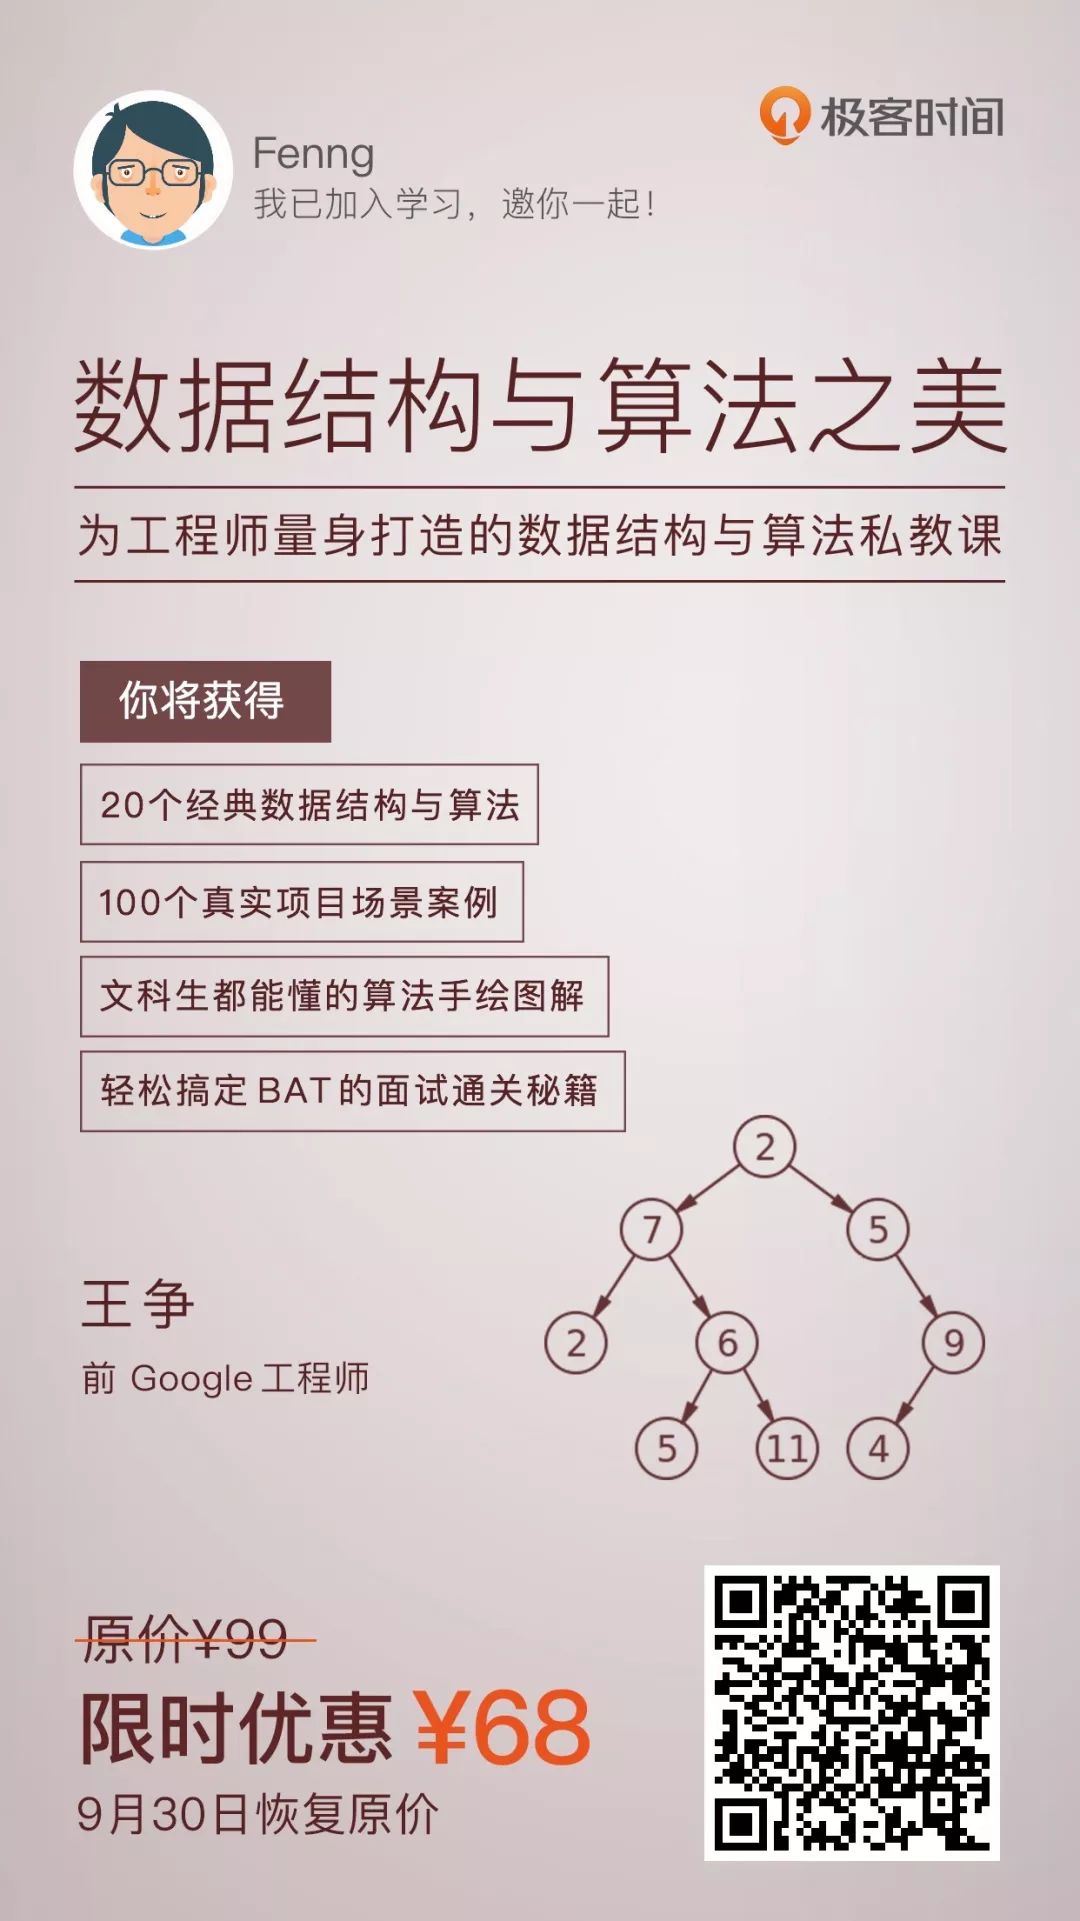 极客时间
Fenng
我已加入学习，邀你一起！
数据结构与算法之美
为工程师量身打造的数据结构与算法私教课
你将获得
20个经典数据结构与算法
100个真实项目场景案例
文科生都能懂的算法手绘图解
轻松搞定 BAT 的面试通关秘籍
2
7 5
2 6 9
5 11 4
王争
前 Google 工程师
原价¥99
限时优惠 ¥68
9月30日恢复原价